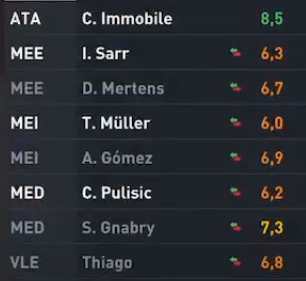 ATA C. Immobile 8,5
MEE I. Sarr 6,3
MEE D. Mertens 6,7
MEI T. Müller 6,0
MEI A. Gómez 6,9
MED C. Pulisic 6,2
MED S. Gnabry 7,3
VLE Thiago 6,8